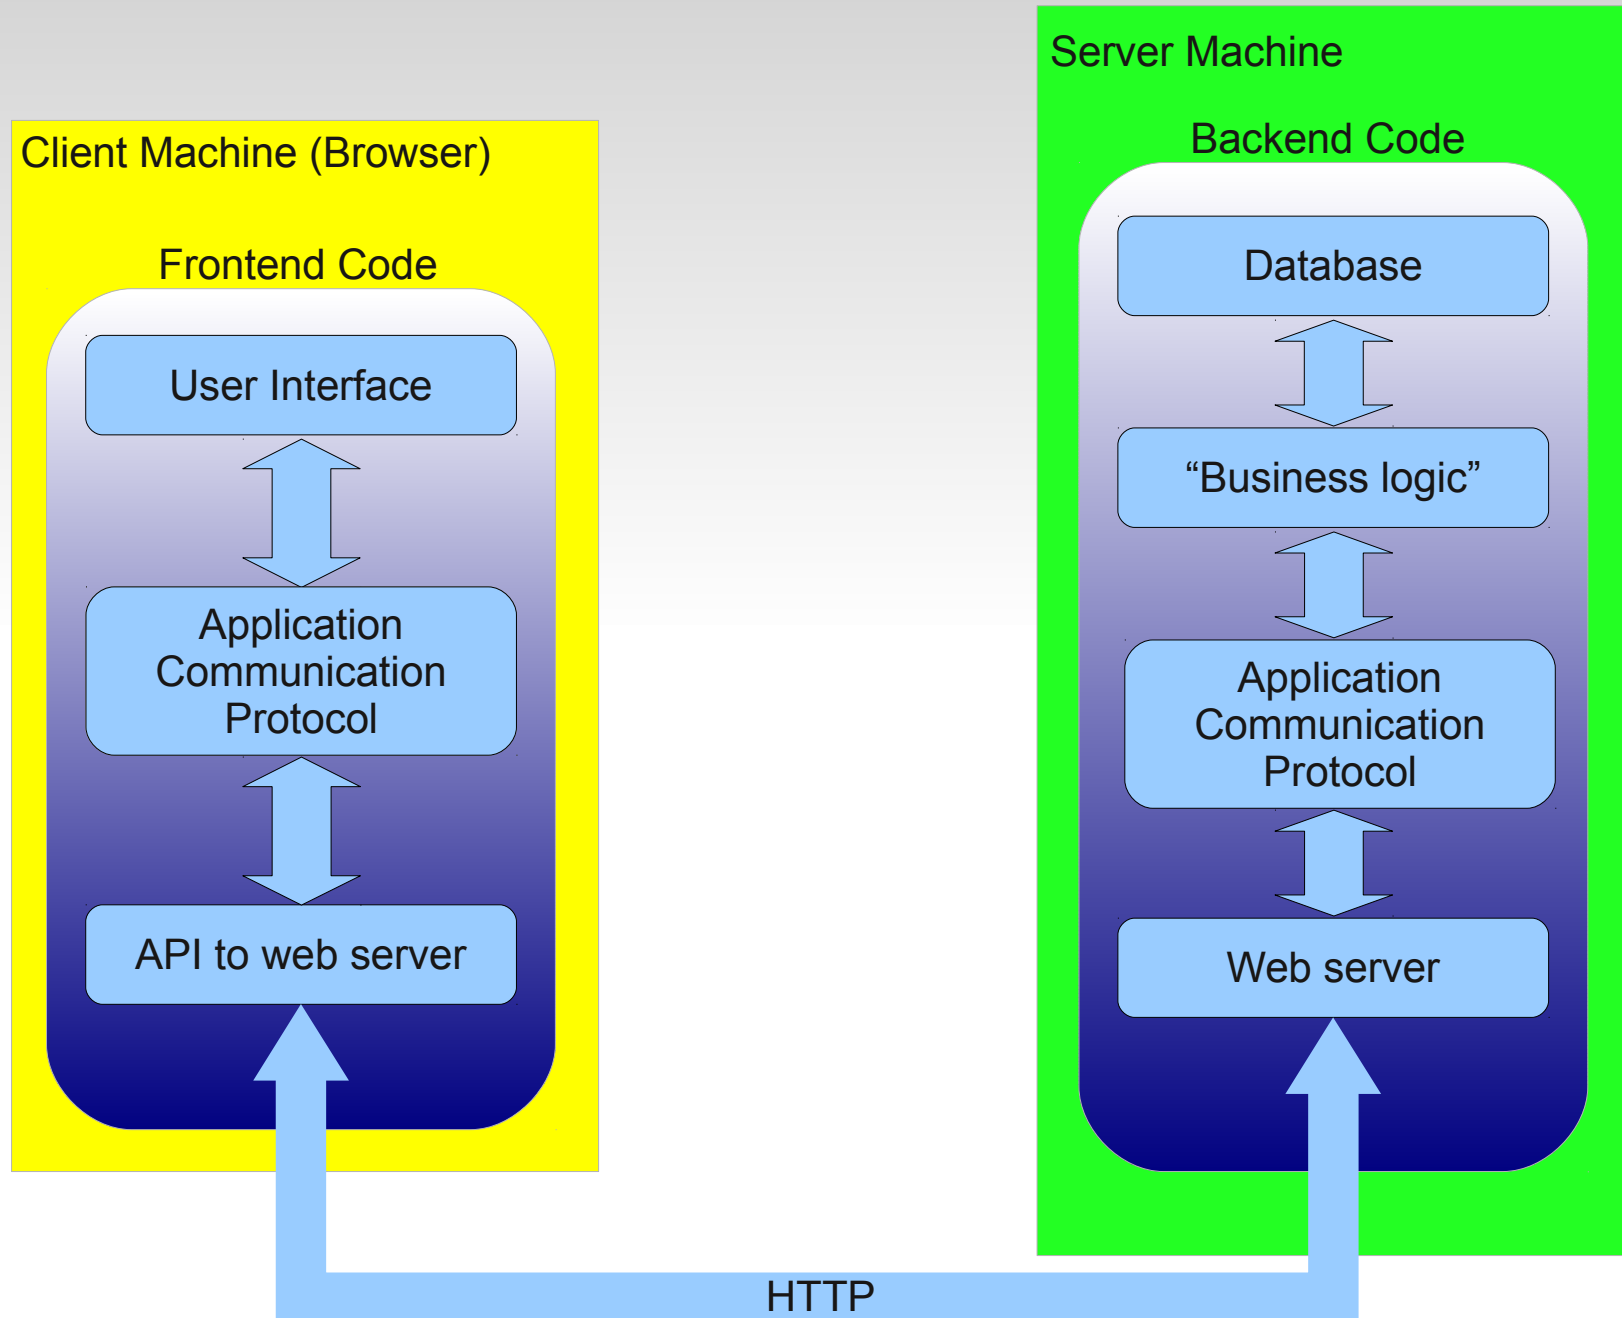 Client Machine (Browser)
Frontend Code
User Interface
Application
Communication
Protocol
API to web server
Server Machine
Backend Code
Database
“Business logic”
Application
Communication
Protocol
Web server
HTTP